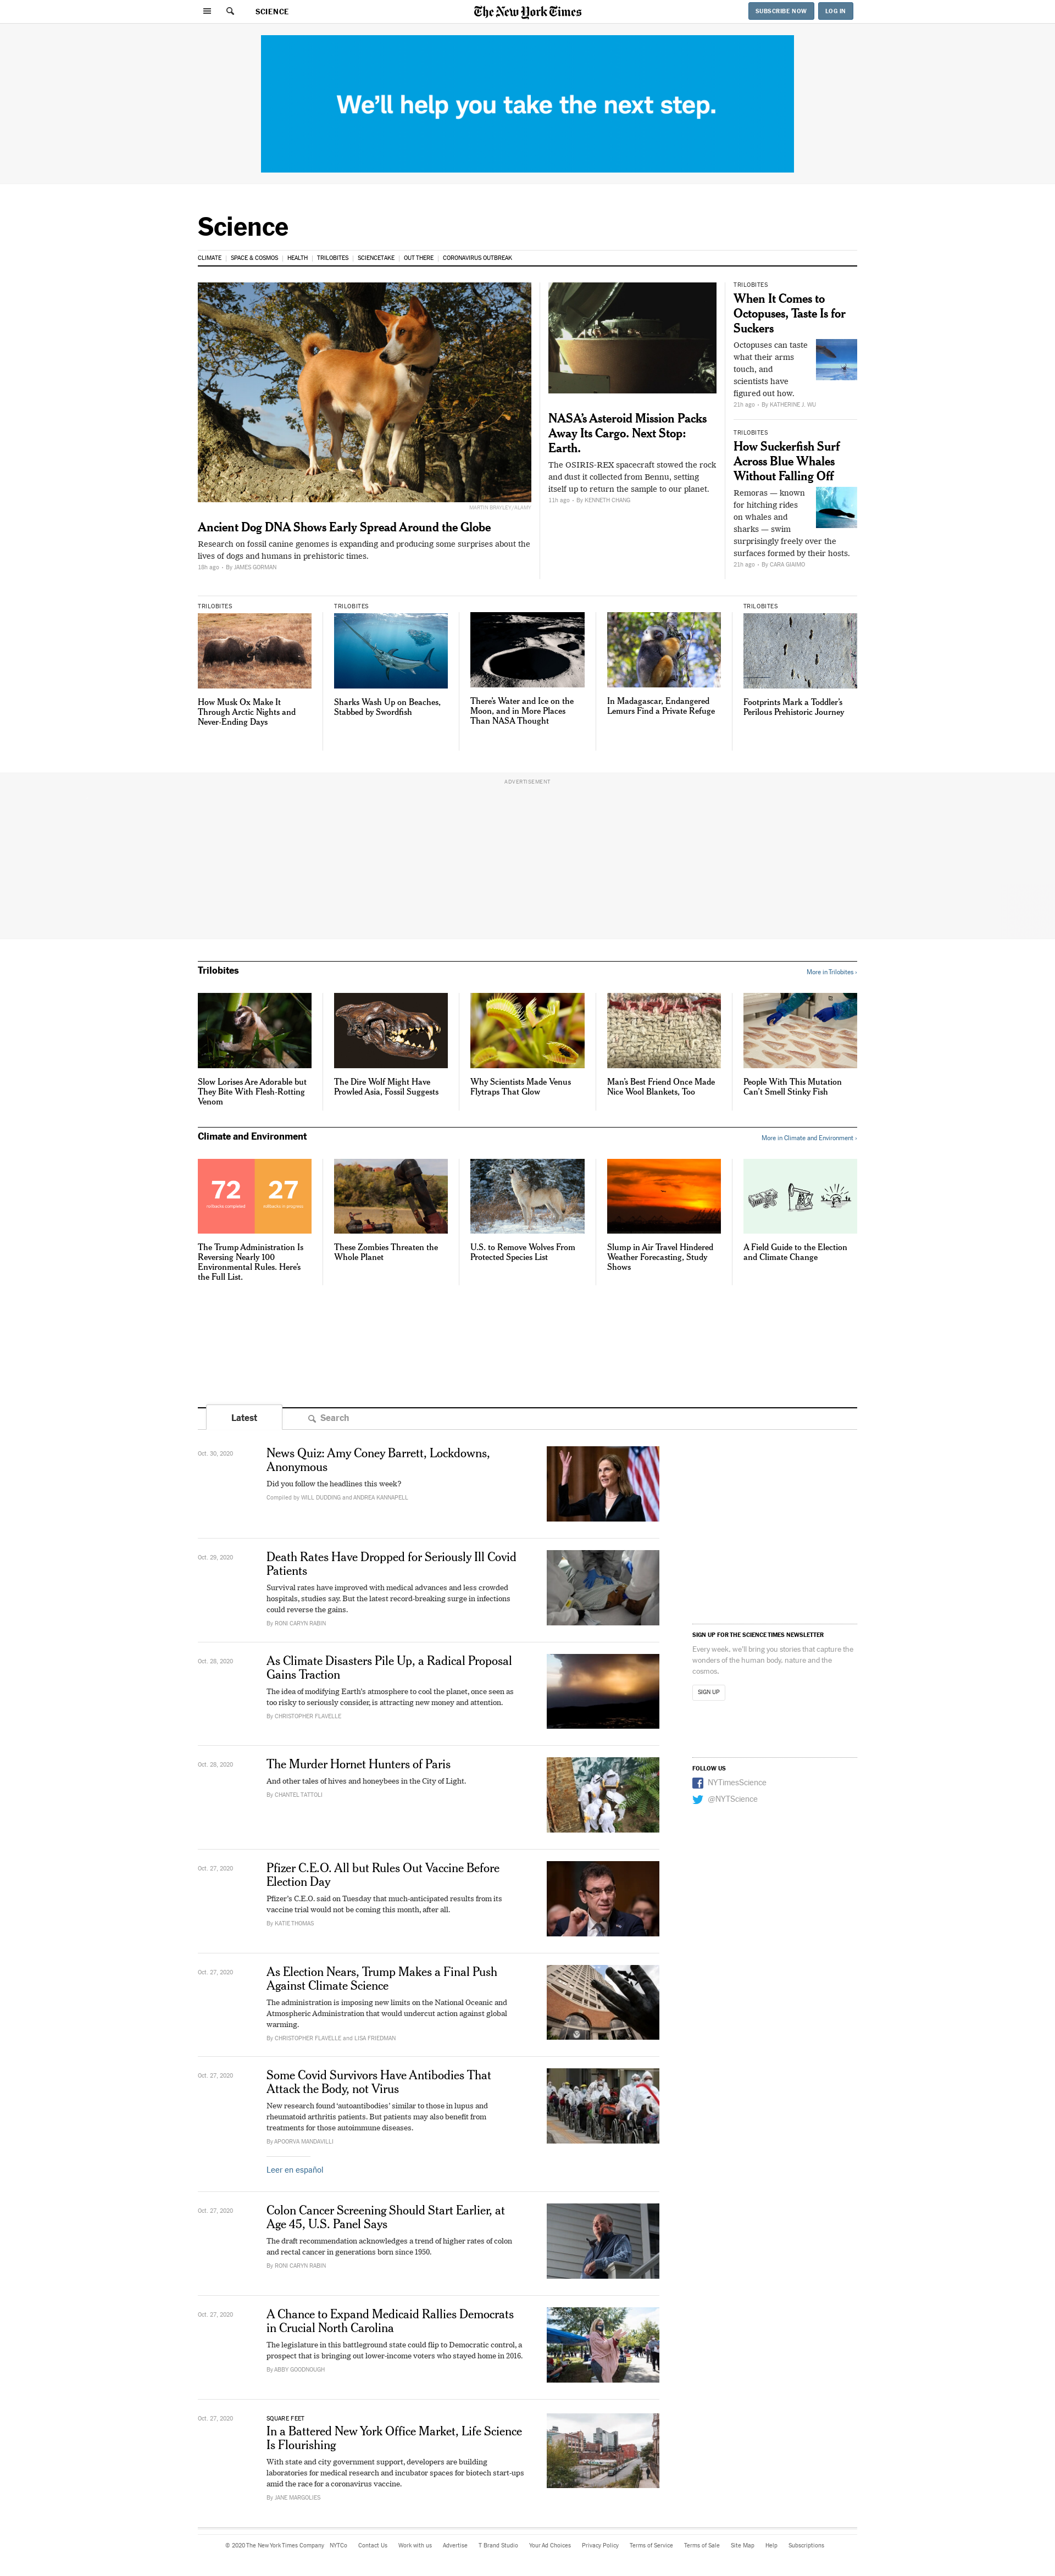 SCIENCE
The New York Times
SUBSCRIBE NOW
LOG IN
We'll help you take the next step.
Science
CLIMATE
SPACE & COSMOS
HEALTH
TRILOBITES
SCIENCETAKE
OUT THERE
CORONAVIRUS OUTBREAK
MARTIN BRAYLEY/ALAMY
Ancient Dog DNA Shows Early Spread Around the Globe
Research on fossil canine genomes is expanding and producing some surprises about the
lives of dogs and humans in prehistoric times.
18h ago · By JAMES GORMAN
NASA's Asteroid Mission Packs
Away Its Cargo. Next Stop:
Earth.
The OSIRIS-REX spacecraft stowed the rock
and dust it collected from Bennu, setting
itself up to return the sample to our planet.
11h ago · By KENNETH CHANG
TRILOBITES
When It Comes to
Octopuses, Taste Is for
Suckers
Octopuses can taste
what their arms
touch, and
scientists have
figured out how.
21h ago · By KATHERINE J. WU
TRILOBITES
How Suckerfish Surf
Across Blue Whales
Without Falling Off
Remoras — known
for hitching rides
on whales and
sharks — swim
surprisingly freely over the
surfaces formed by their hosts.
21h ago · By CARA GIAIMO
TRILOBITES
How Musk Ox Make It
Through Arctic Nights and
Never-Ending Days
TRILOBITES
Sharks Wash Up on Beaches,
Stabbed by Swordfish
There's Water and Ice on the
Moon, and in More Places
Than NASA Thought
In Madagascar, Endangered
Lemurs Find a Private Refuge
TRILOBITES
Footprints Mark a Toddler's
Perilous Prehistoric Journey
ADVERTISEMENT
Trilobites
More in Trilobites ›
Slow Lorises Are Adorable but
They Bite With Flesh-Rotting
Venom
The Dire Wolf Might Have
Prowled Asia, Fossil Suggests
Why Scientists Made Venus
Flytraps That Glow
Man's Best Friend Once Made
Nice Wool Blankets, Too
People With This Mutation
Can't Smell Stinky Fish
Climate and Environment
More in Climate and Environment ›
72
rollbacks completed
27
rollbacks in progress
The Trump Administration Is
Reversing Nearly 100
Environmental Rules. Here's
the Full List.
These Zombies Threaten the
Whole Planet
U.S. to Remove Wolves From
Protected Species List
Slump in Air Travel Hindered
Weather Forecasting, Study
Shows
A Field Guide to the Election
and Climate Change
Latest
Search
Oct. 30, 2020
News Quiz: Amy Coney Barrett, Lockdowns,
Anonymous
Did you follow the headlines this week?
Compiled by WILL DUDDING and ANDREA KANNAPELL
Oct. 29, 2020
Death Rates Have Dropped for Seriously Ill Covid
Patients
Survival rates have improved with medical advances and less crowded
hospitals, studies say. But the latest record-breaking surge in infections
could reverse the gains.
By RONI CARYN RABIN
Oct. 28, 2020
As Climate Disasters Pile Up, a Radical Proposal
Gains Traction
The idea of modifying Earth's atmosphere to cool the planet, once seen as
too risky to seriously consider, is attracting new money and attention.
By CHRISTOPHER FLAVELLE
Oct. 28, 2020
The Murder Hornet Hunters of Paris
And other tales of hives and honeybees in the City of Light.
By CHANTEL TATTOLI
Oct. 27, 2020
Pfizer C.E.O. All but Rules Out Vaccine Before
Election Day
Pfizer's C.E.O. said on Tuesday that much-anticipated results from its
vaccine trial would not be coming this month, after all.
By KATIE THOMAS
Oct. 27, 2020
As Election Nears, Trump Makes a Final Push
Against Climate Science
The administration is imposing new limits on the National Oceanic and
Atmospheric Administration that would undercut action against global
warming.
By CHRISTOPHER FLAVELLE and LISA FRIEDMAN
Oct. 27, 2020
Some Covid Survivors Have Antibodies That
Attack the Body, not Virus
New research found 'autoantibodies' similar to those in lupus and
rheumatoid arthritis patients. But patients may also benefit from
treatments for those autoimmune diseases.
By APOORVA MANDAVILLI
Leer en español
Oct. 27, 2020
Colon Cancer Screening Should Start Earlier, at
Age 45, U.S. Panel Says
The draft recommendation acknowledges a trend of higher rates of colon
and rectal cancer in generations born since 1950.
By RONI CARYN RABIN
Oct. 27, 2020
A Chance to Expand Medicaid Rallies Democrats
in Crucial North Carolina
The legislature in this battleground state could flip to Democratic control, a
prospect that is bringing out lower-income voters who stayed home in 2016.
By ABBY GOODNOUGH
Oct. 27, 2020
SQUARE FEET
In a Battered New York Office Market, Life Science
Is Flourishing
With state and city government support, developers are building
laboratories for medical research and incubator spaces for biotech start-ups
amid the race for a coronavirus vaccine.
By JANE MARGOLIES
SIGN UP FOR THE SCIENCE TIMES NEWSLETTER
Every week, we'll bring you stories that capture the
wonders of the human body, nature and the
cosmos.
SIGN UP
FOLLOW US
NYTimesScience
@NYTScience
© 2020 The New York Times Company NYTCo Contact Us Work with us Advertise T Brand Studio Your Ad Choices Privacy Policy Terms of Service Terms of Sale Site Map Help Subscriptions